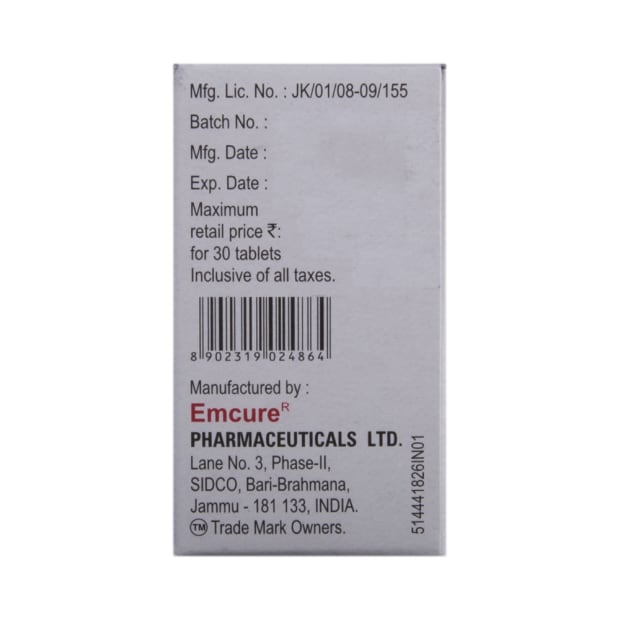 Mfg. Lic. No. : JK/01/08-09/155
Batch No. :
Mfg. Date :
Exp. Date :
Maximum
retail price ₹:
for 30 tablets
Inclusive of all taxes.
8 902319 024864
Manufactured by :
Emcure R
PHARMACEUTICALS LTD.
Lane No. 3, Phase-II,
SIDCO, Bari-Brahmana,
Jammu - 181 133, INDIA.
TM Trade Mark Owners.
514441826IN01